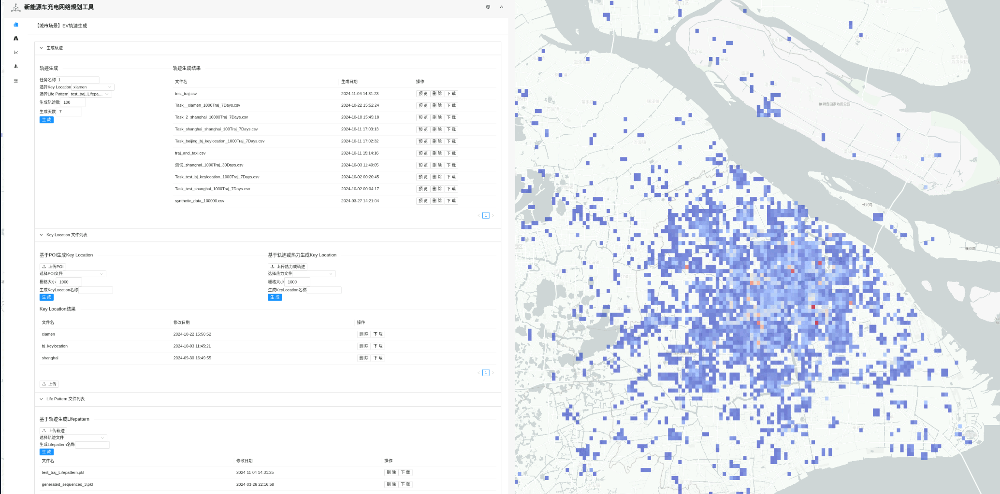 新能源车充电网络规划工具
【城市场景】EV轨迹生成
生成轨迹
轨迹生成
任务名称 1
选择Key Location xiamen
选择Life Pattern test_traj_Lifepa...
生成轨迹数 100
生成天数 7
生 成
轨迹生成结果
文件名 生成日期 操作
test_traj.csv 2024-11-04 14:31:23 预 览 删 除 下 载
Task__xiamen_1000Traj_7Days.csv 2024-10-22 15:52:24 预 览 删 除 下 载
Task_2_shanghai_10000Traj_7Days.csv 2024-10-18 15:45:18 预 览 删 除 下 载
Task_shanghai_shanghai_100Traj_7Days.csv 2024-10-11 17:03:13 预 览 删 除 下 载
Task_beijing_bj_keylocation_1000Traj_7Days.csv 2024-10-11 17:02:32 预 览 删 除 下 载
traj_and_taxi.csv 2024-10-11 15:14:16 预 览 删 除 下 载
测试_shanghai_1000Traj_30Days.csv 2024-10-03 11:40:05 预 览 删 除 下 载
Task_test_bj_keylocation_1000Traj_7Days.csv 2024-10-02 00:20:45 预 览 删 除 下 载
Task_test_shanghai_1000Traj_7Days.csv 2024-10-02 00:04:17 预 览 删 除 下 载
synthetic_data_100000.csv 2024-03-27 14:21:04 预 览 删 除 下 载
1
Key Location 文件列表
基于POI生成Key Location
上传POI
选择POI文件
栅格大小 1000
生成KeyLocation名称
生 成
基于轨迹或热力生成Key Location
上传热力或轨迹
选择热力文件
栅格大小 1000
生成KeyLocation名称
生 成
Key Location结果
文件名 修改日期 操作
xiamen 2024-10-22 15:50:52 删 除 下 载
bj_keylocation 2024-10-03 11:45:21 删 除 下 载
shanghai 2024-09-30 16:49:55 删 除 下 载
1
上传
Life Pattern 文件列表
基于轨迹生成Lifepattern
上传轨迹
选择轨迹文件
生成Lifepattern名称
生 成
文件名 修改日期 操作
test_traj_Lifepattern.pkl 2024-11-04 14:31:25 删 除 下 载
generated_sequences_3.pkl 2024-03-26 22:16:58 删 除 下 载
海门区
启东市
崇明岛国家地质公园
长兴岛
横沙岛